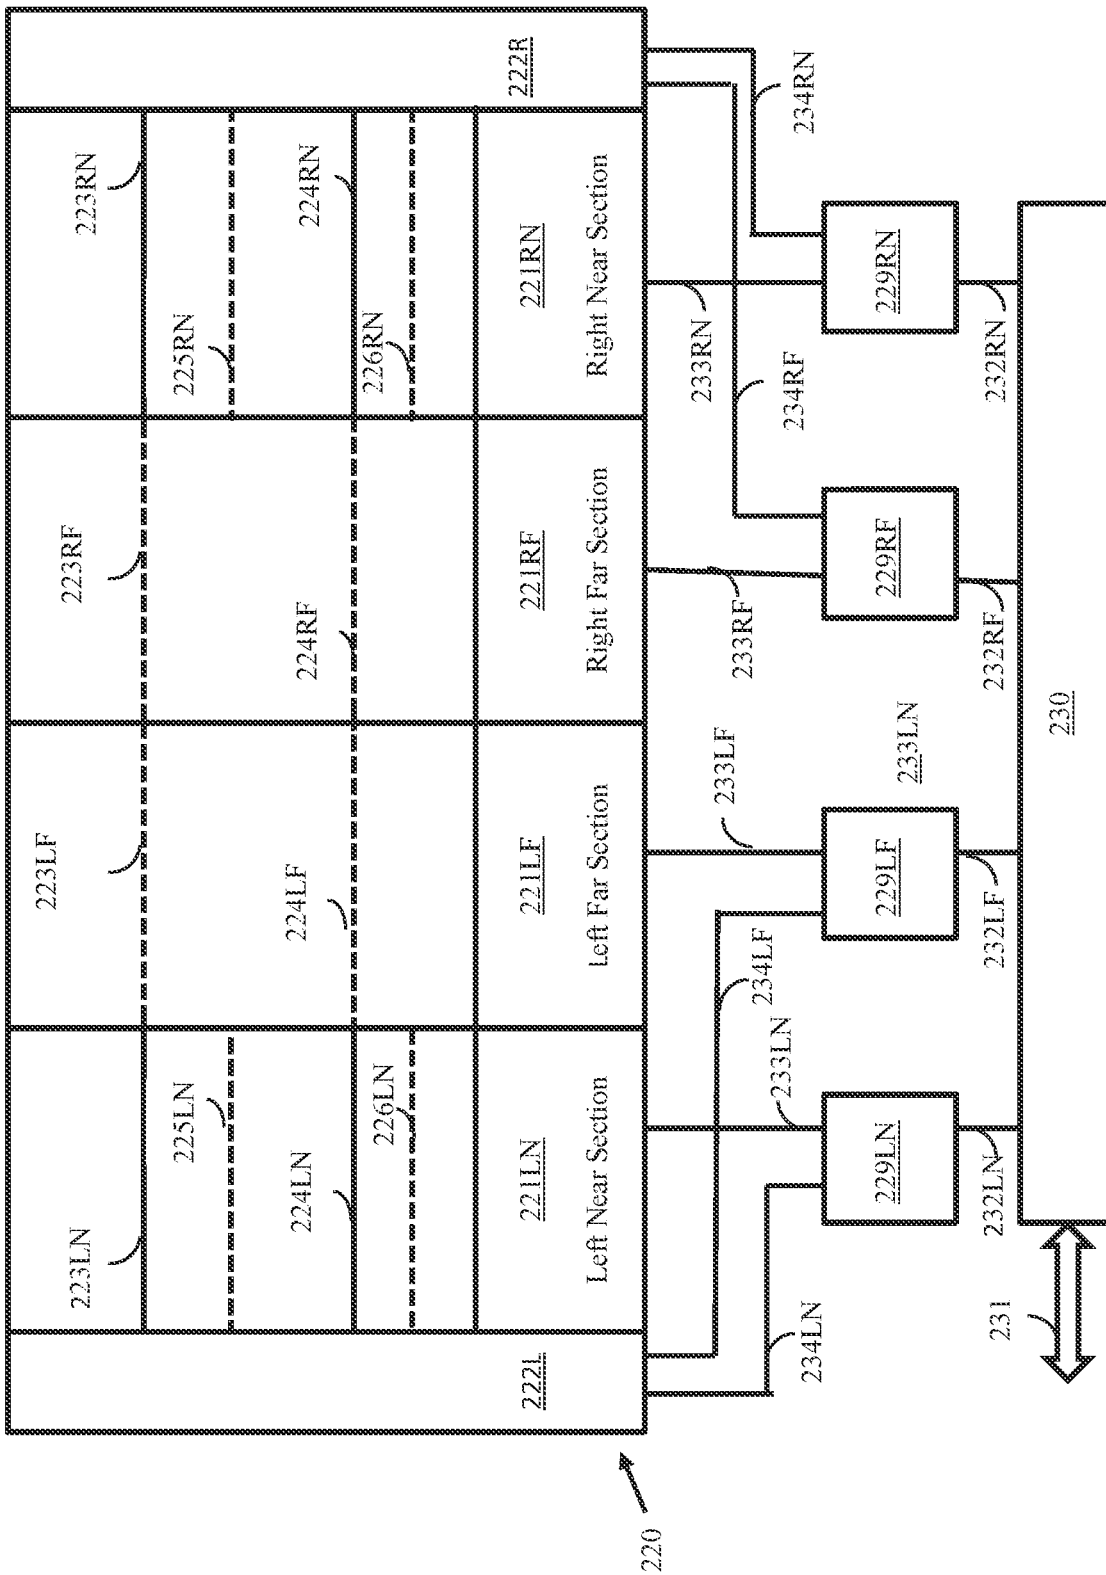 223LN
223LF
223RF
223RN
225LN
225RN
224LN
224LF
224RF
224RN
226LN
226RN
222L
221LN
221LF
221RF
221RN
222R
Left Near Section
Left Far Section
Right Far Section
Right Near Section
220
234LN
233LN
234LF
233LF
233RF
234RF
233RN
234RN
229LN
229LF
233LN
229RF
229RN
232LN
232LF
232RF
232RN
231
230